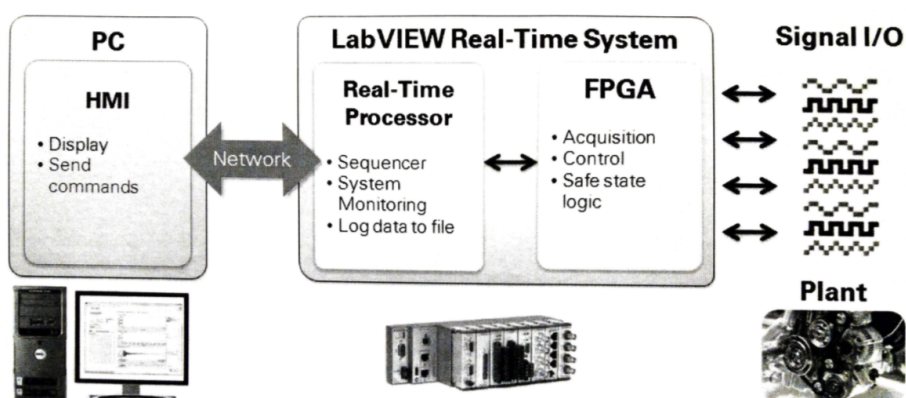 PC
HMI
• Display
• Send
commands
Network
LabVIEW Real-Time System
Real-Time
Processor
• Sequencer
• System
Monitoring
• Log data to file
FPGA
• Acquisition
• Control
• Safe state
logic
Signal I/O
Plant